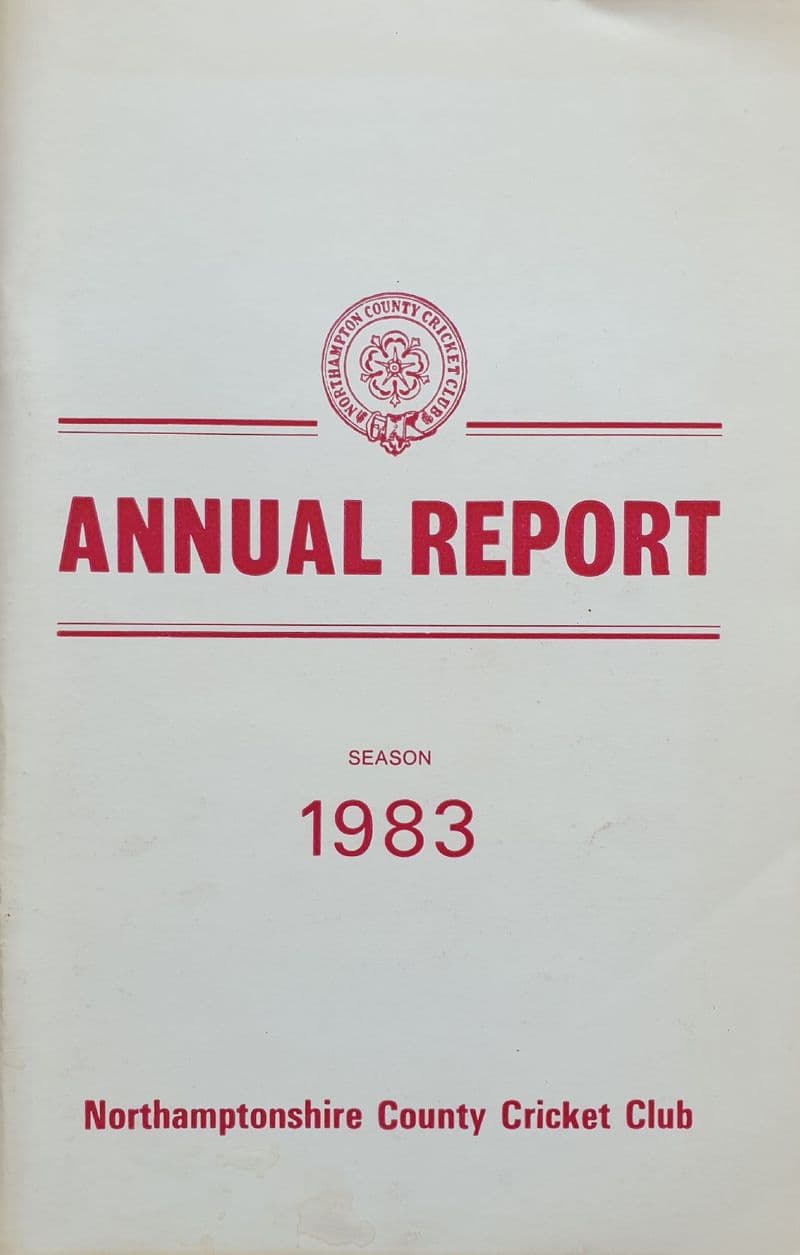 NORTHAMPTON COUNTY CRICKET CLUB
ANNUAL REPORT
SEASON
1983
Northamptonshire County Cricket Club